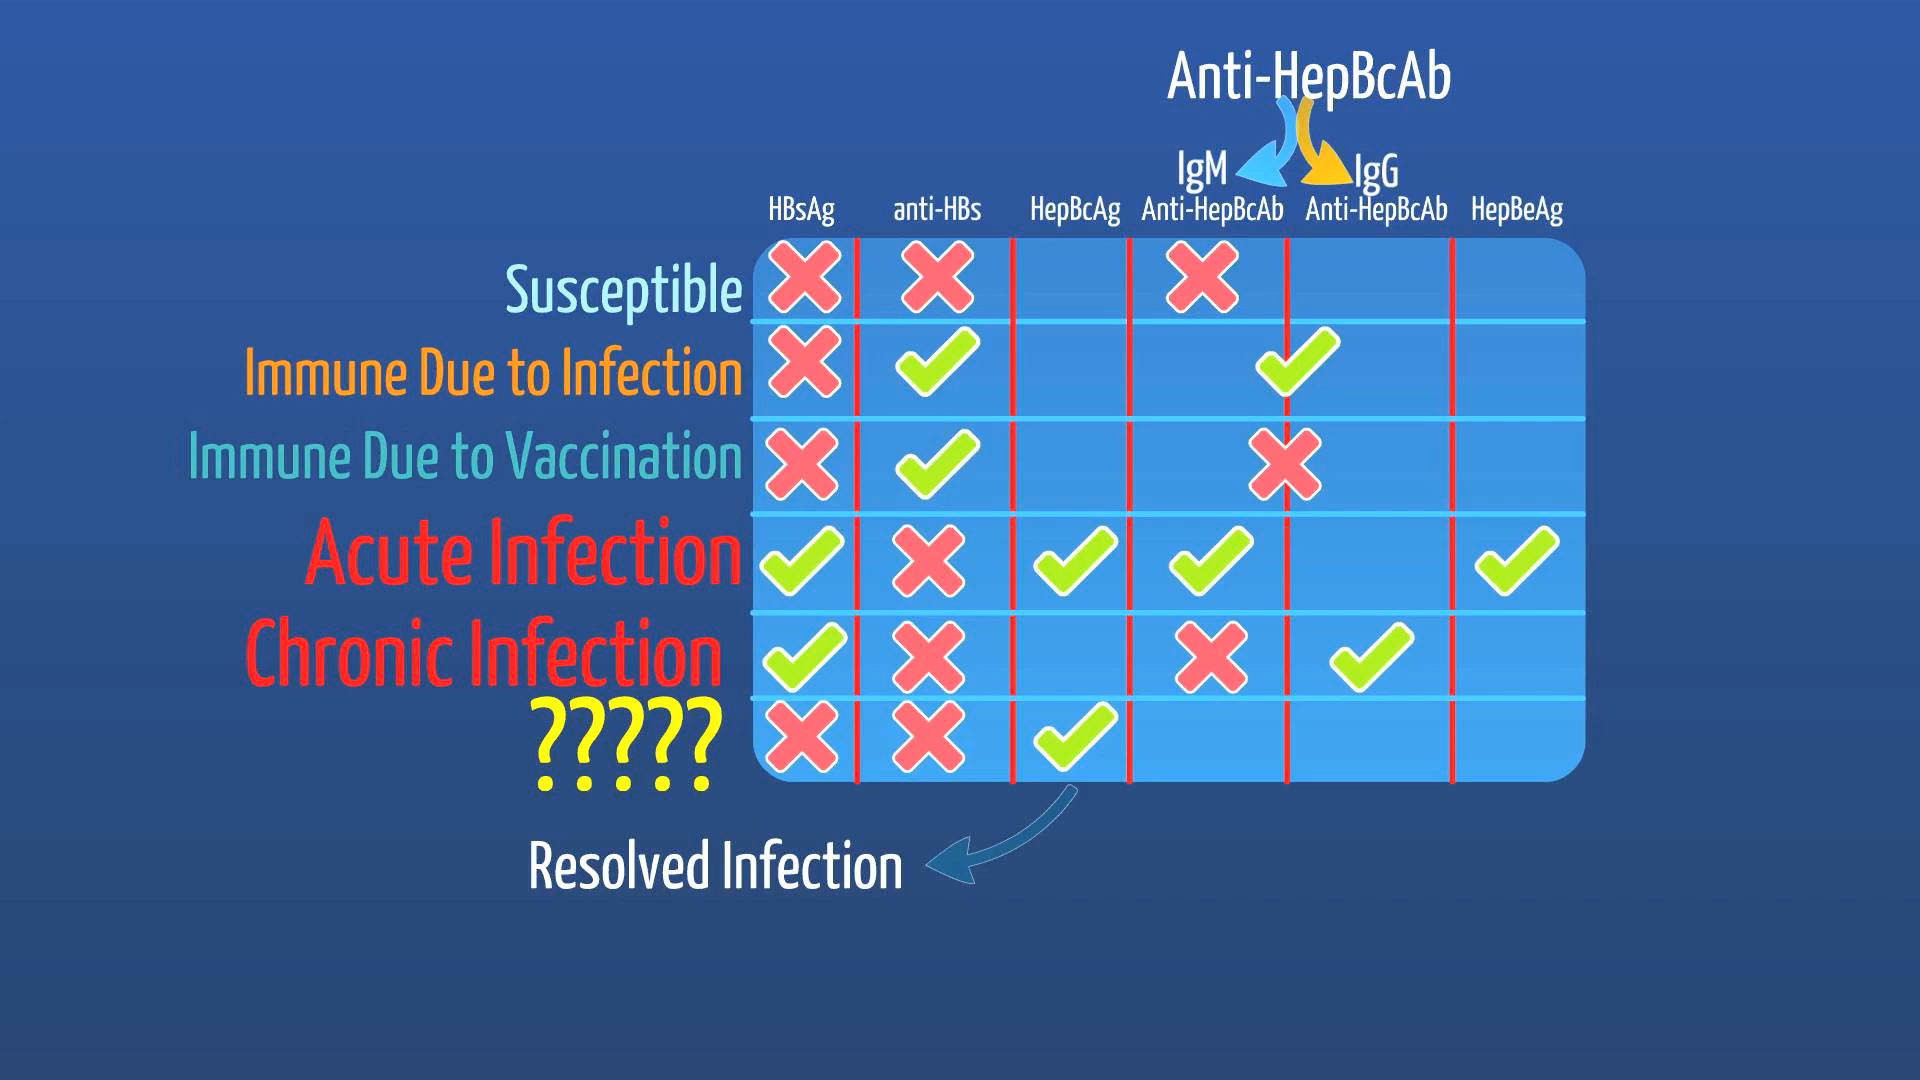 Anti-HepBcAb
IgM IgG
HBsAg anti-HBs HepBcAg Anti-HepBcAb Anti-HepBcAb HepBeAg
Susceptible
Immune Due to Infection
Immune Due to Vaccination
Acute Infection
Chronic Infection
?????
Resolved Infection